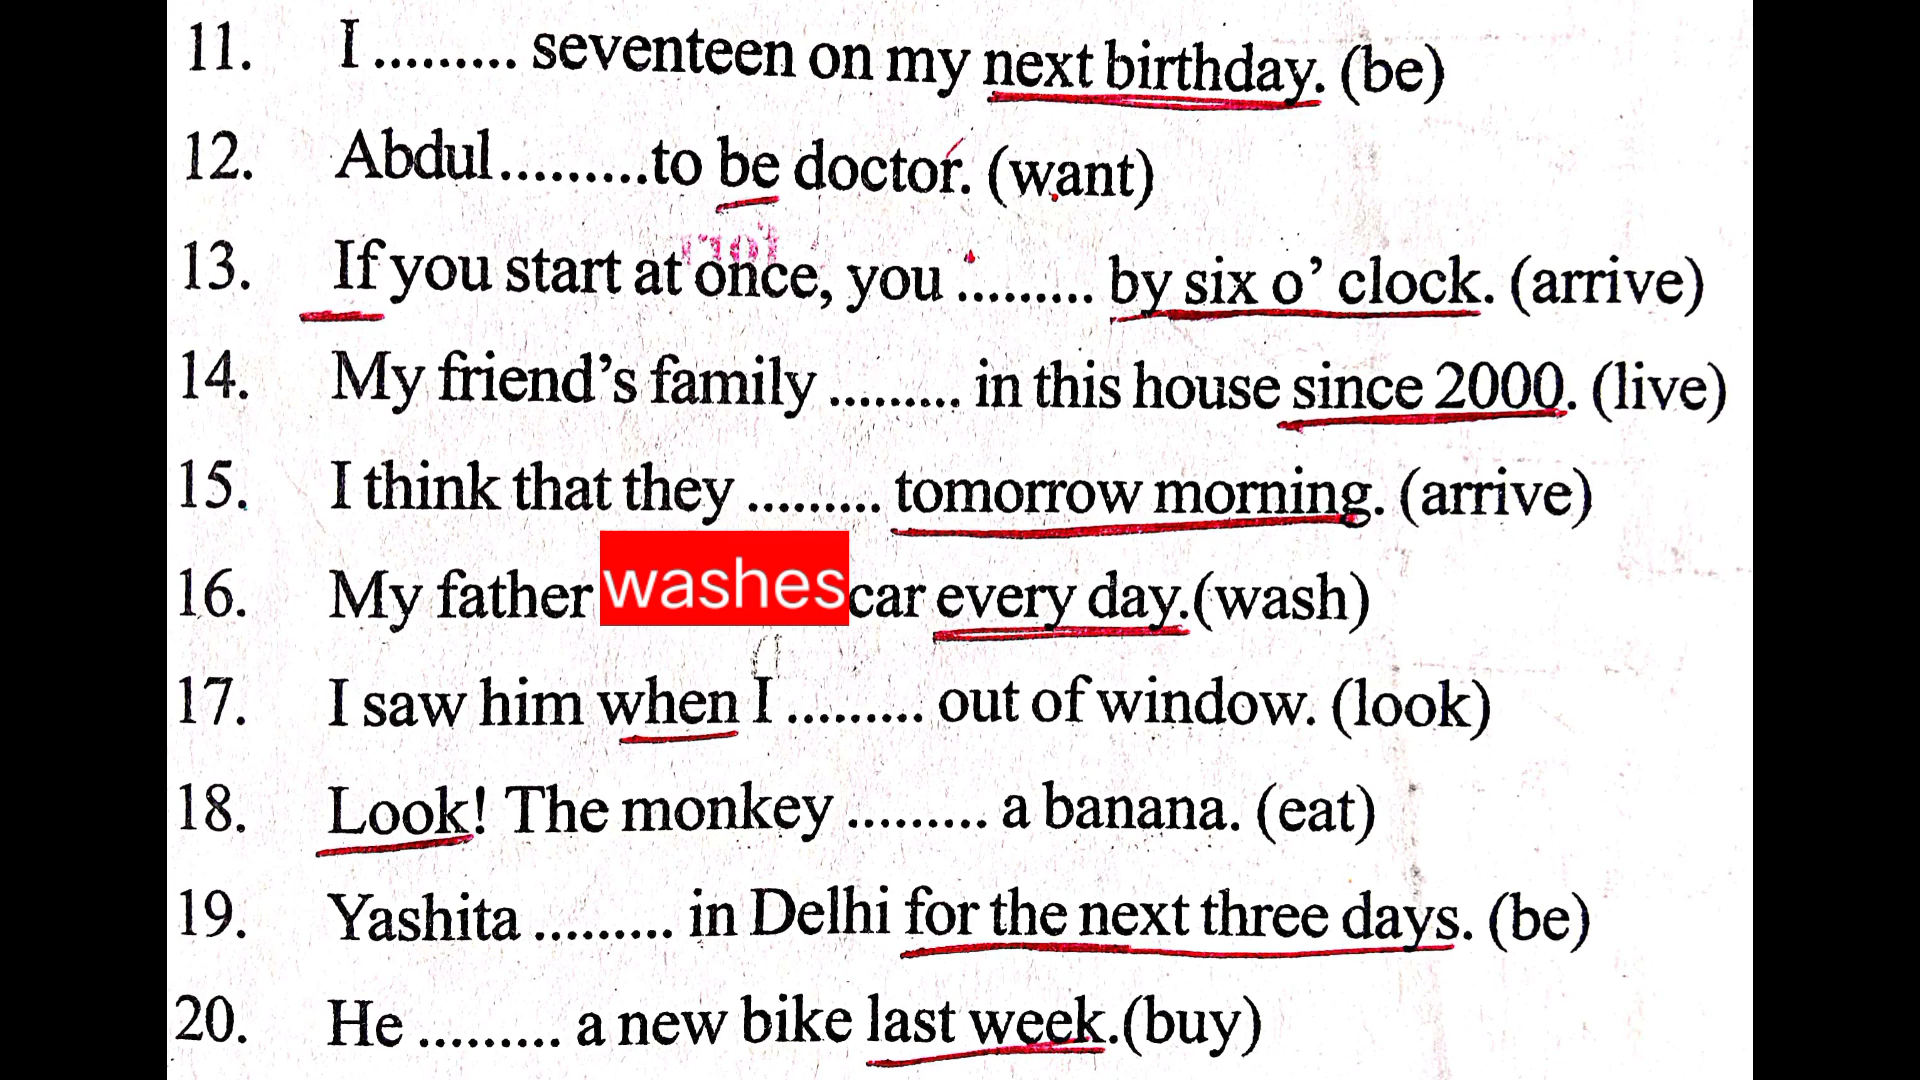 11. I ......... seventeen on my next birthday. (be)
12. Abdul.........to be doctor. (want)
13. If you start at once, you ......... by six o' clock. (arrive)
14. My friend's family ......... in this house since 2000. (live)
15. I think that they ......... tomorrow morning. (arrive)
16. My father washes car every day.(wash)
17. I saw him when I ......... out of window. (look)
18. Look! The monkey ......... a banana. (eat)
19. Yashita ......... in Delhi for the next three days. (be)
20. He ......... a new bike last week.(buy)